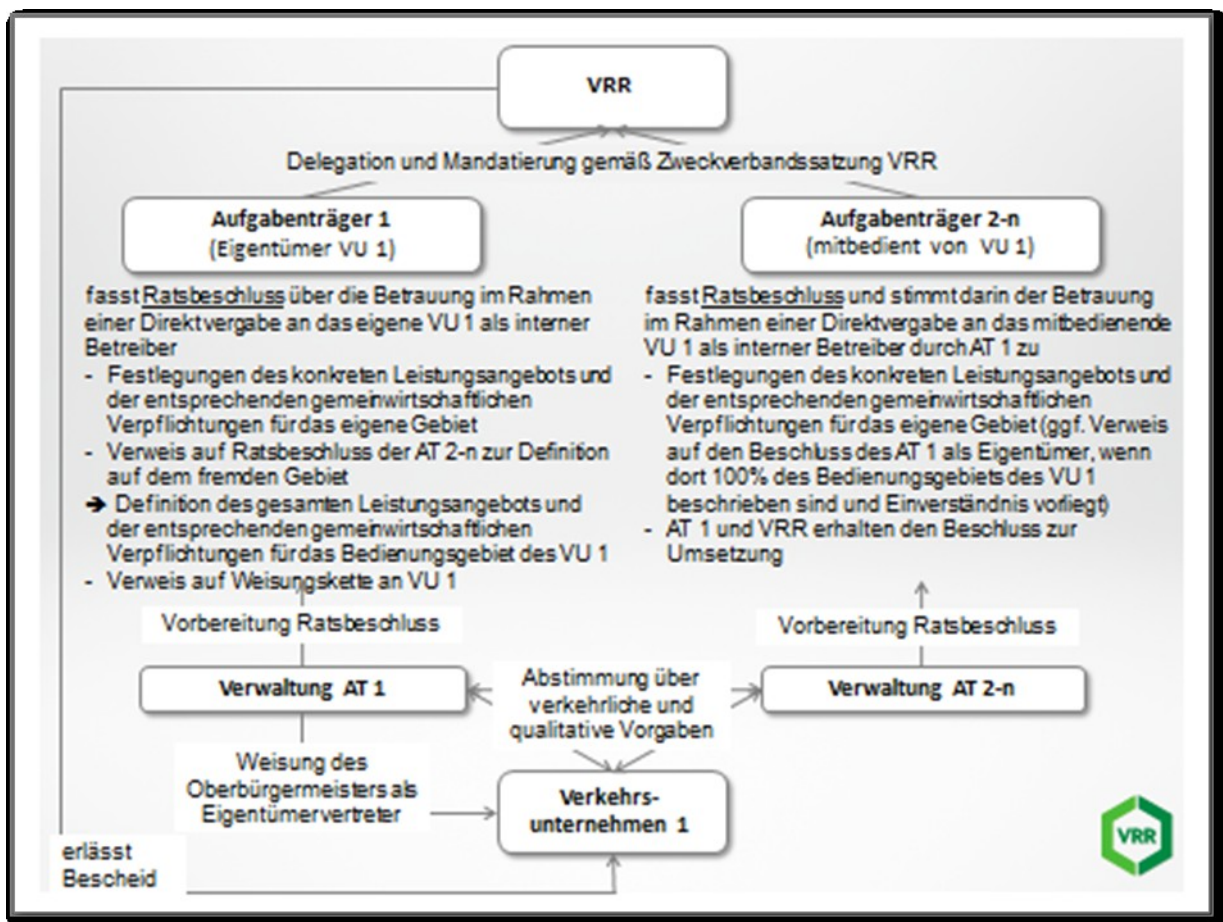 VRR
Delegation und Mandatierung gemäß Zweckverbandssatzung VRR
Aufgabenträger 1
(Eigentümer VU 1)
fasst Ratsbeschluss über die Betrauung im Rahmen
einer Direktvergabe an das eigene VU 1 als interner
Betreiber
- Festlegungen des konkreten Leistungsangebots und
der entsprechenden gemeinwirtschaftlichen
Verpflichtungen für das eigene Gebiet
- Verweis auf Ratsbeschluss der AT 2-n zur Definition
auf dem fremden Gebiet
➔ Definition des gesamten Leistungsangebots und
der entsprechenden gemeinwirtschaftlichen
Verpflichtungen für das Bedienungsgebiet des VU 1
- Verweis auf Weisungskette an VU 1
Aufgabenträger 2-n
(mitbedient von VU 1)
fasst Ratsbeschluss und stimmt darin der Betrauung
im Rahmen einer Direktvergabe an das mitbedienende
VU 1 als interner Betreiber durch AT 1 zu
- Festlegungen des konkreten Leistungsangebots und
der entsprechenden gemeinwirtschaftlichen
Verpflichtungen für das eigene Gebiet (ggf. Verweis
auf den Beschluss des AT 1 als Eigentümer, wenn
dort 100% des Bedienungsgebiets des VU 1
beschrieben sind und Einverständnis vorliegt)
- AT 1 und VRR erhalten den Beschluss zur
Umsetzung
Vorbereitung Ratsbeschluss
Vorbereitung Ratsbeschluss
Verwaltung AT 1
Abstimmung über
verkehrliche und
qualitative Vorgaben
Verwaltung AT 2-n
Weisung des
Oberbürgermeisters als
Eigentümervertreter
Verkehrs-
unternehmen 1
erlässt
Bescheid
VRR